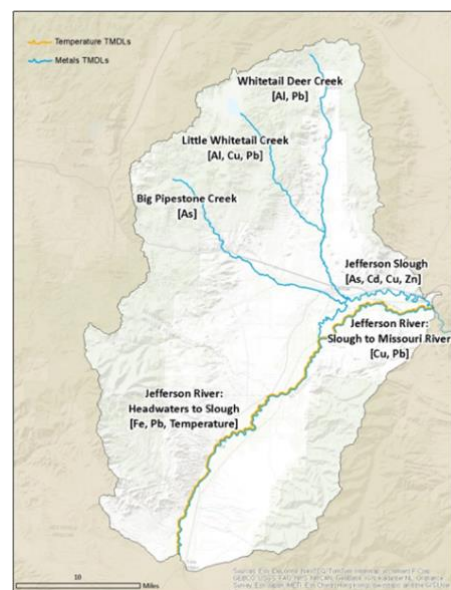 Temperature TMDLs
Metals TMDLs
Whitetail Deer Creek
[Al, Pb]
Little Whitetail Creek
[Al, Cu, Pb]
Big Pipestone Creek
[As]
Jefferson Slough
[As, Cd, Cu, Zn]
Jefferson River:
Slough to Missouri River
[Cu, Pb]
Jefferson River:
Headwaters to Slough
[Fe, Pb, Temperature]
10
Miles